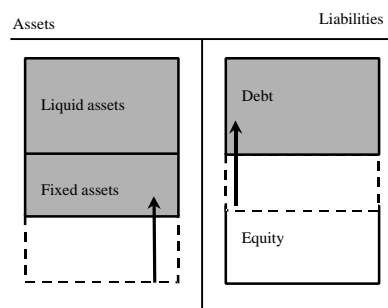 Assets
Liabilities
Liquid assets
Debt
Fixed assets
Equity